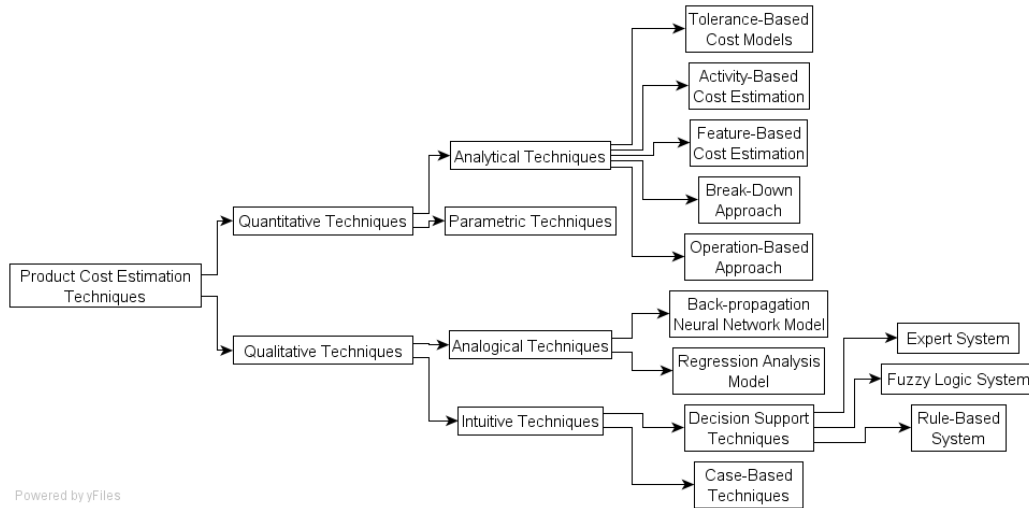 Tolerance-Based
Cost Models
Activity-Based
Cost Estimation
Feature-Based
Cost Estimation
Analytical Techniques
Break-Down
Approach
Quantitative Techniques
Parametric Techniques
Operation-Based
Approach
Product Cost Estimation
Techniques
Back-propagation
Neural Network Model
Expert System
Qualitative Techniques
Analogical Techniques
Regression Analysis
Model
Fuzzy Logic System
Intuitive Techniques
Decision Support
Techniques
Rule-Based
System
Case-Based
Techniques
Powered by yFiles